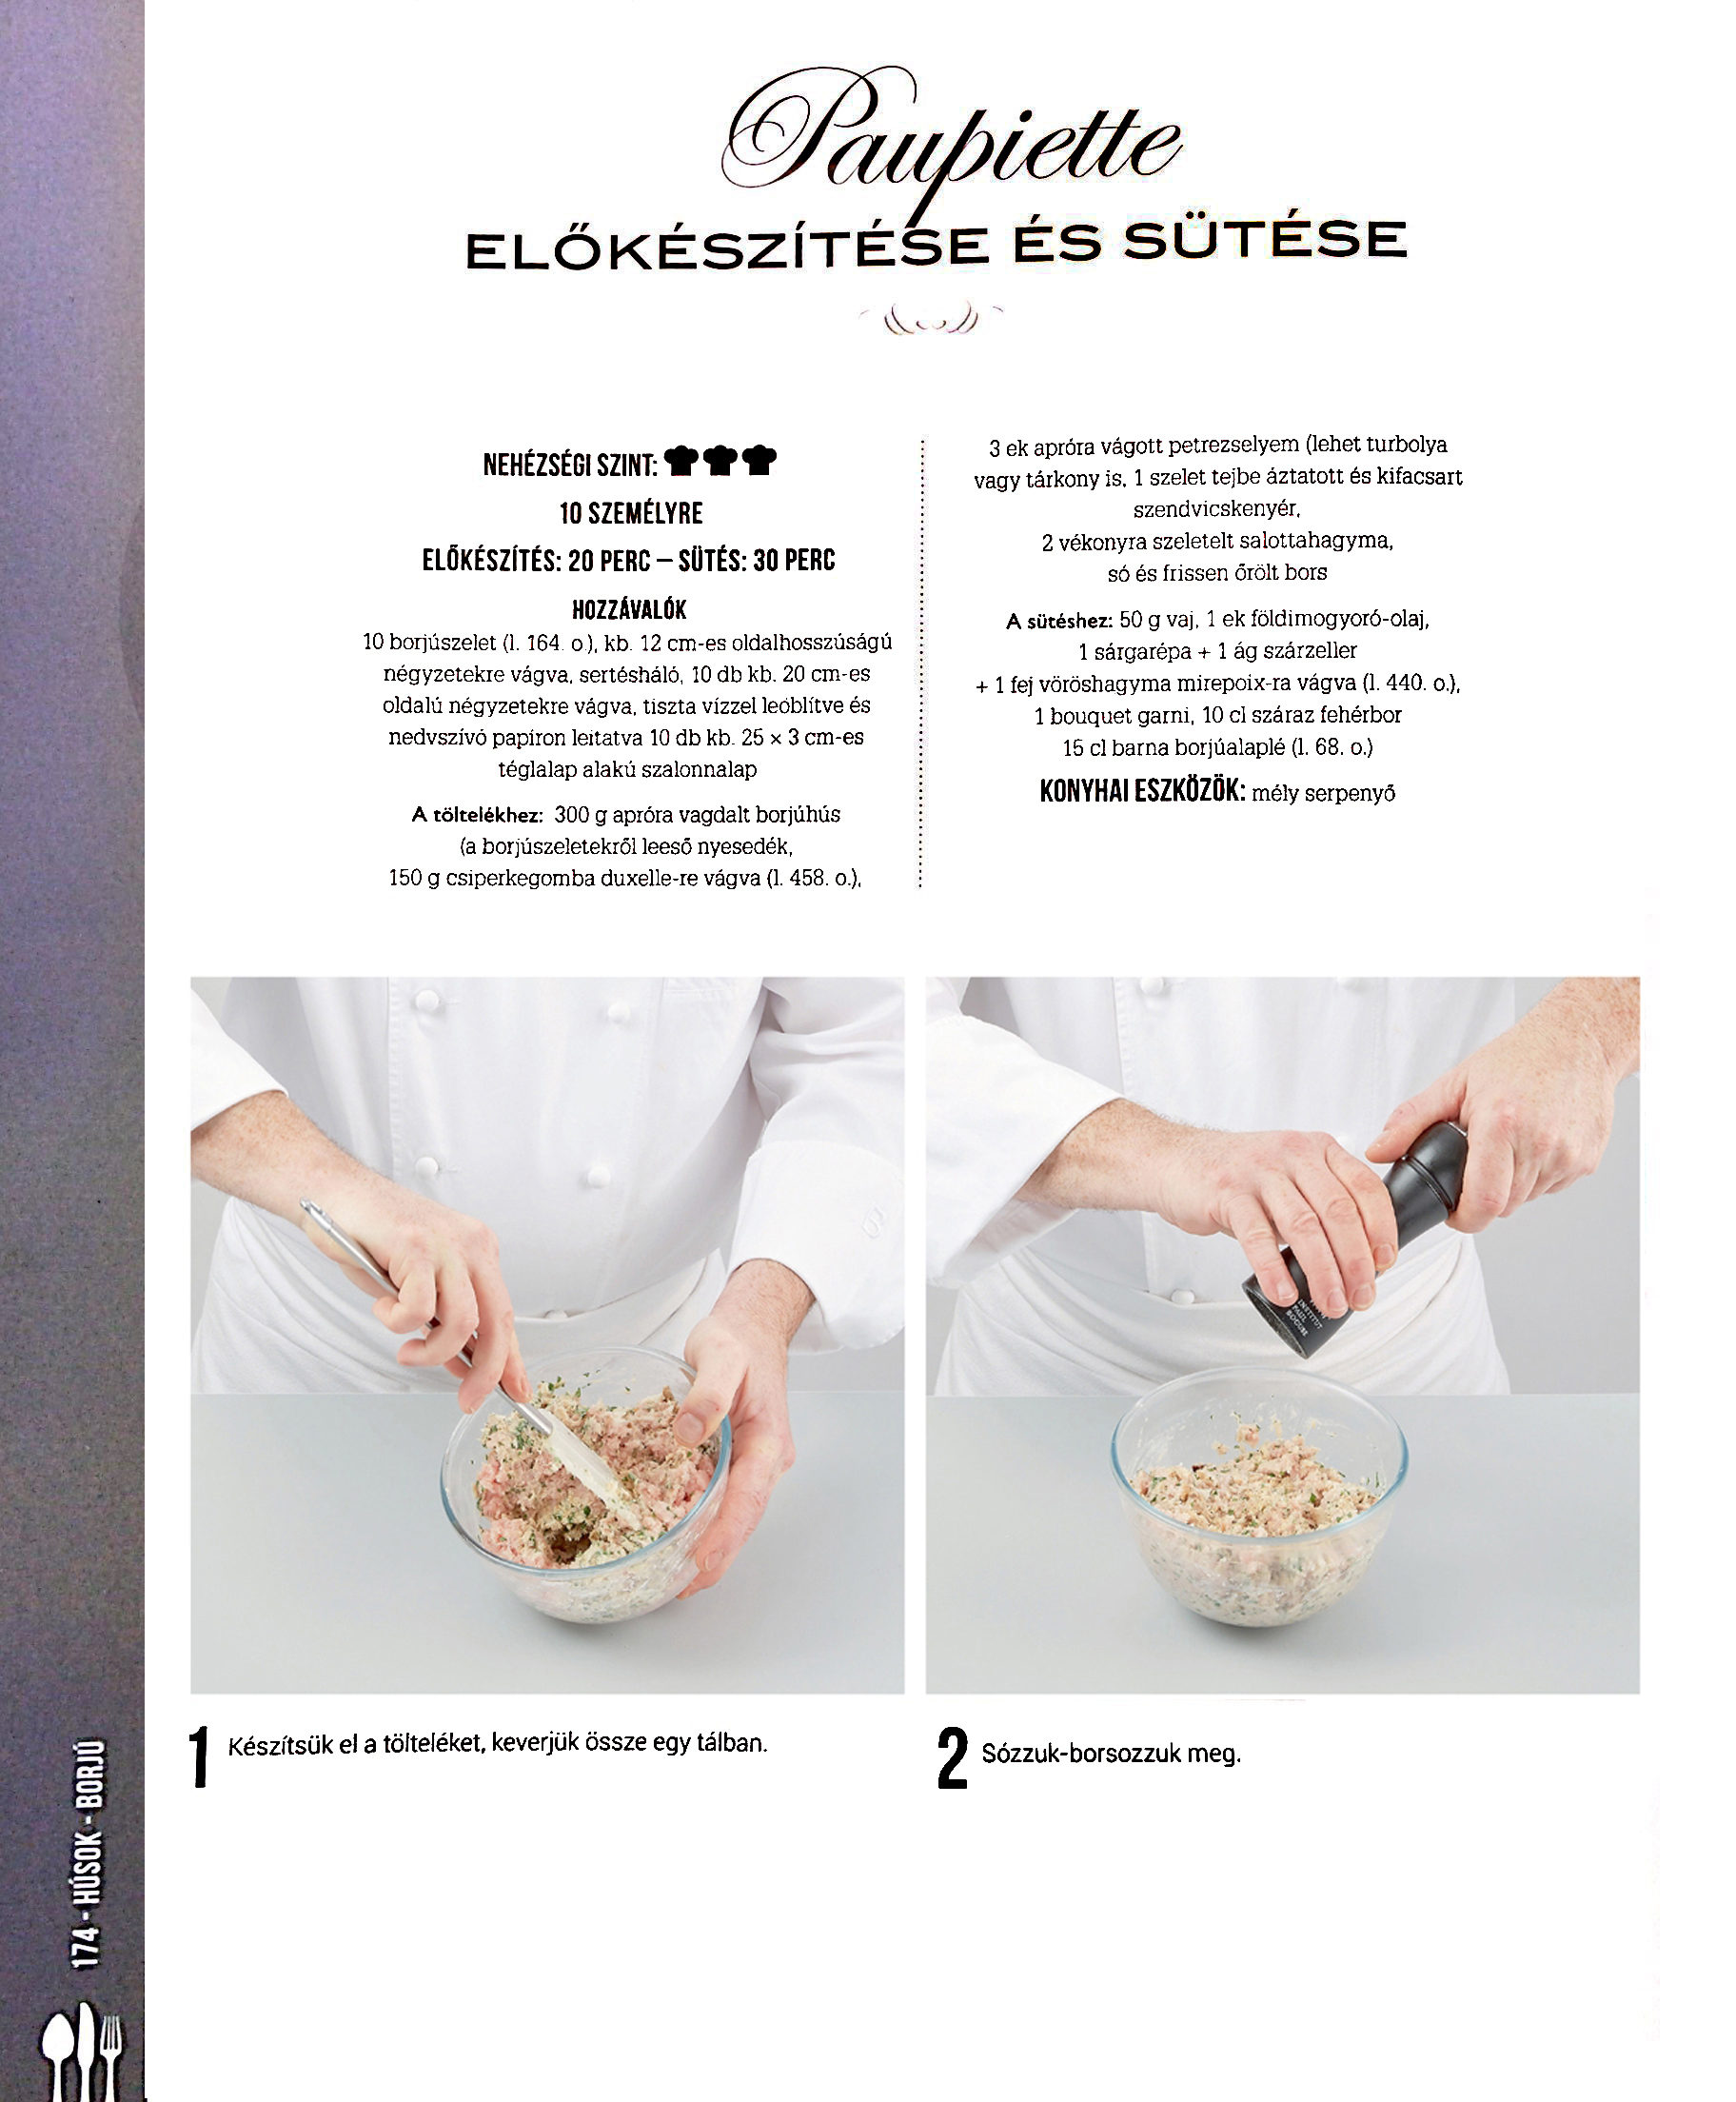 Paupiette
ELŐKÉSZÍTÉSE ÉS SÜTÉSE
NEHÉZSÉGI SZINT:
10 SZEMÉLYRE
ELŐKÉSZÍTÉS: 20 PERC – SÜTÉS: 30 PERC
HOZZÁVALÓK
10 borjúszelet (l. 164. o.), kb. 12 cm-es oldalhosszúságú
négyzetekre vágva, sertésháló, 10 db kb. 20 cm-es
oldalú négyzetekre vágva, tiszta vízzel leöblítve és
nedvszívó papíron leitatva 10 db kb. 25 × 3 cm-es
téglalap alakú szalonnalap
A töltelékhez: 300 g apróra vagdalt borjúhús
(a borjúszeletekről leeső nyesedék,
150 g csiperkegomba duxelle-re vágva (l. 458. o.),
3 ek apróra vágott petrezselyem (lehet turbolya
vagy tárkony is, 1 szelet tejbe áztatott és kifacsart
szendvicskenyér,
2 vékonyra szeletelt salottahagyma,
só és frissen őrölt bors
A sütéshez: 50 g vaj, 1 ek földimogyoró-olaj,
1 sárgarépa + 1 ág szárzeller
+ 1 fej vöröshagyma mirepoix-ra vágva (l. 440. o.),
1 bouquet garni, 10 cl száraz fehérbor
15 cl barna borjúalaplé (l. 68. o.)
KONYHAI ESZKÖZÖK: mély serpenyő
INSTITUT
PAUL
BOCUSE
1 Készítsük el a tölteléket, keverjük össze egy tálban.
2 Sózzuk-borsozzuk meg.
174 - HÚSOK - BORJÚ